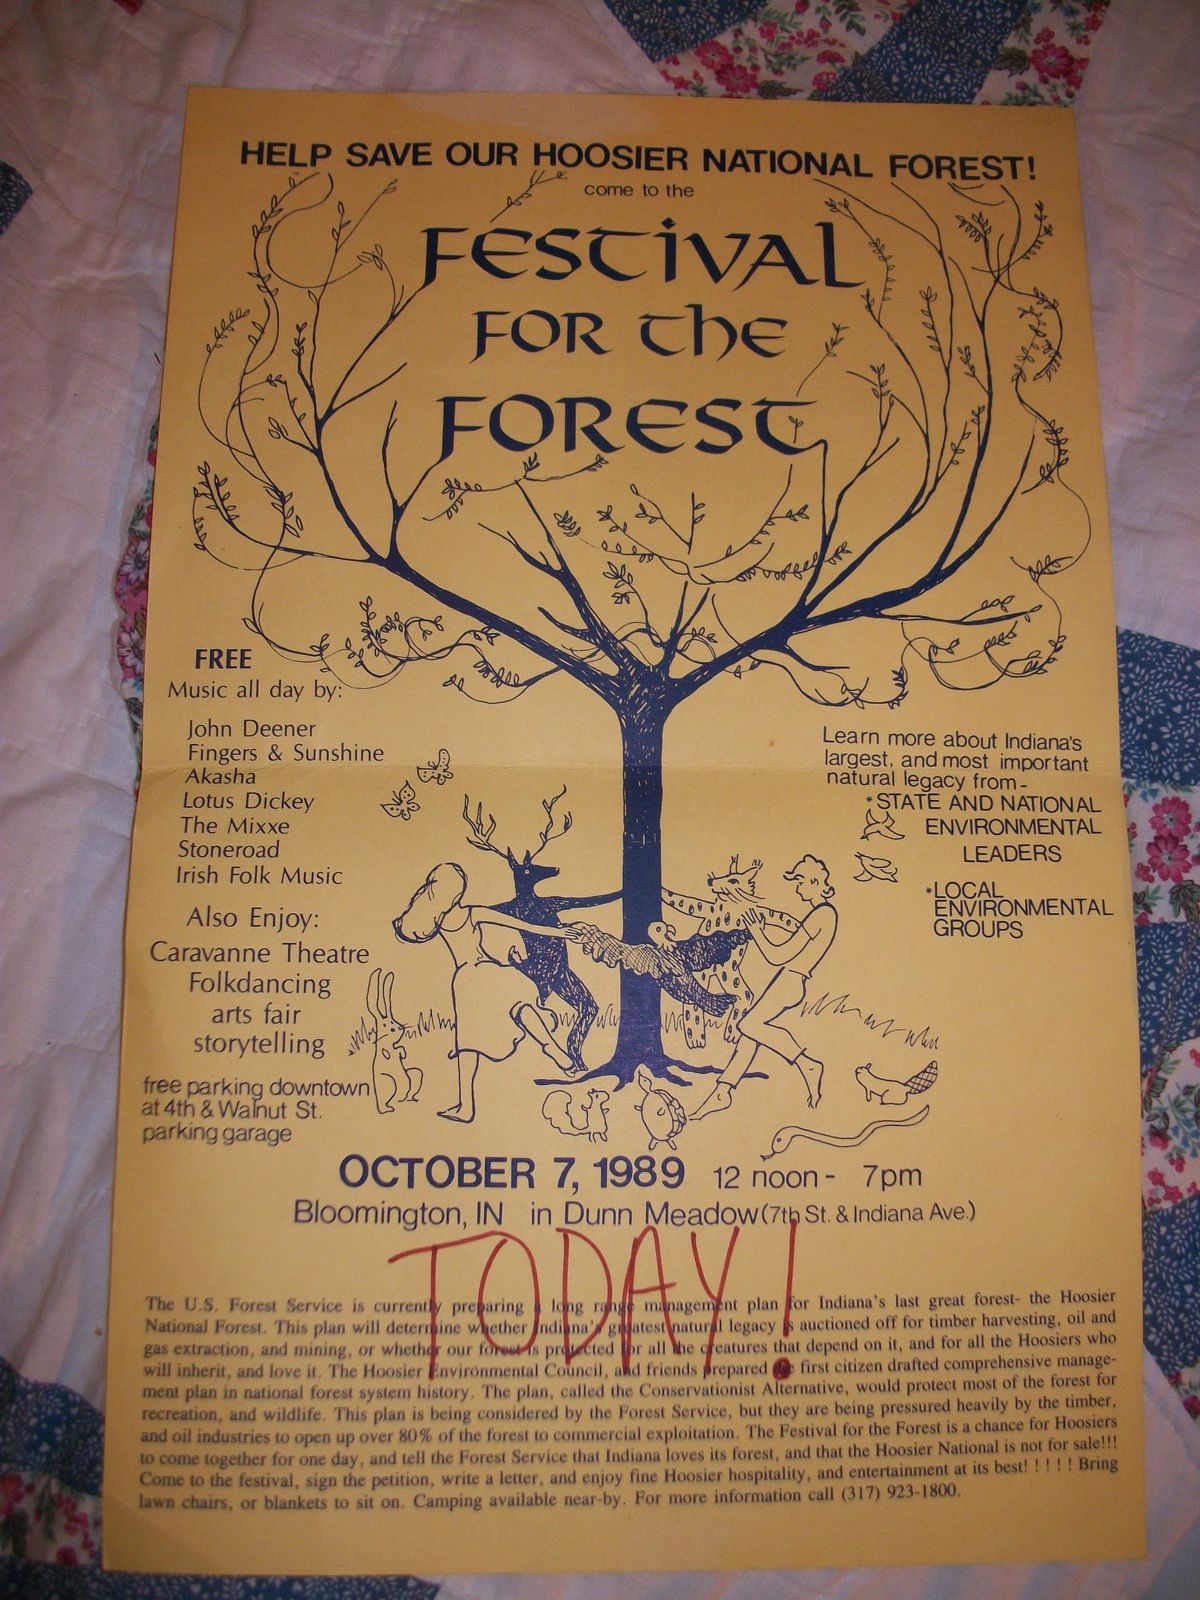 HELP SAVE OUR HOOSIER NATIONAL FOREST!
come to the
FESTIVAL
FOR the
FOREST
FREE
Music all day by:
John Deener
Fingers & Sunshine
Akasha
Lotus Dickey
The Mixxe
Stoneroad
Irish Folk Music
Also Enjoy:
Caravanne Theatre
Folkdancing
arts fair
storytelling
free parking downtown
at 4th & Walnut St.
parking garage
Learn more about Indiana's
largest, and most important
natural legacy from-
*STATE AND NATIONAL
ENVIRONMENTAL
LEADERS
*LOCAL
ENVIRONMENTAL
GROUPS
OCTOBER 7, 1989 12 noon- 7pm
Bloomington, IN in Dunn Meadow (7th St. & Indiana Ave.)
TODAY!
The U.S. Forest Service is currently preparing a long range management plan for Indiana's last great forest- the Hoosier
National Forest. This plan will determine whether Indiana's greatest natural legacy is auctioned off for timber harvesting, oil and
gas extraction, and mining, or whether our forest is protected for all the creatures that depend on it, and for all the Hoosiers who
will inherit, and love it. The Hoosier Environmental Council, and friends prepared the first citizen drafted comprehensive manage-
ment plan in national forest system history. The plan, called the Conservationist Alternative, would protect most of the forest for
recreation, and wildlife. This plan is being considered by the Forest Service, but they are being pressured heavily by the timber,
and oil industries to open up over 80% of the forest to commercial exploitation. The Festival for the Forest is a chance for Hoosiers
to come together for one day, and tell the Forest Service that Indiana loves its forest, and that the Hoosier National is not for sale!!!
Come to the festival, sign the petition, write a letter, and enjoy fine Hoosier hospitality, and entertainment at its best! ! ! ! ! Bring
lawn chairs, or blankets to sit on. Camping available near-by. For more information call (317) 923-1800.